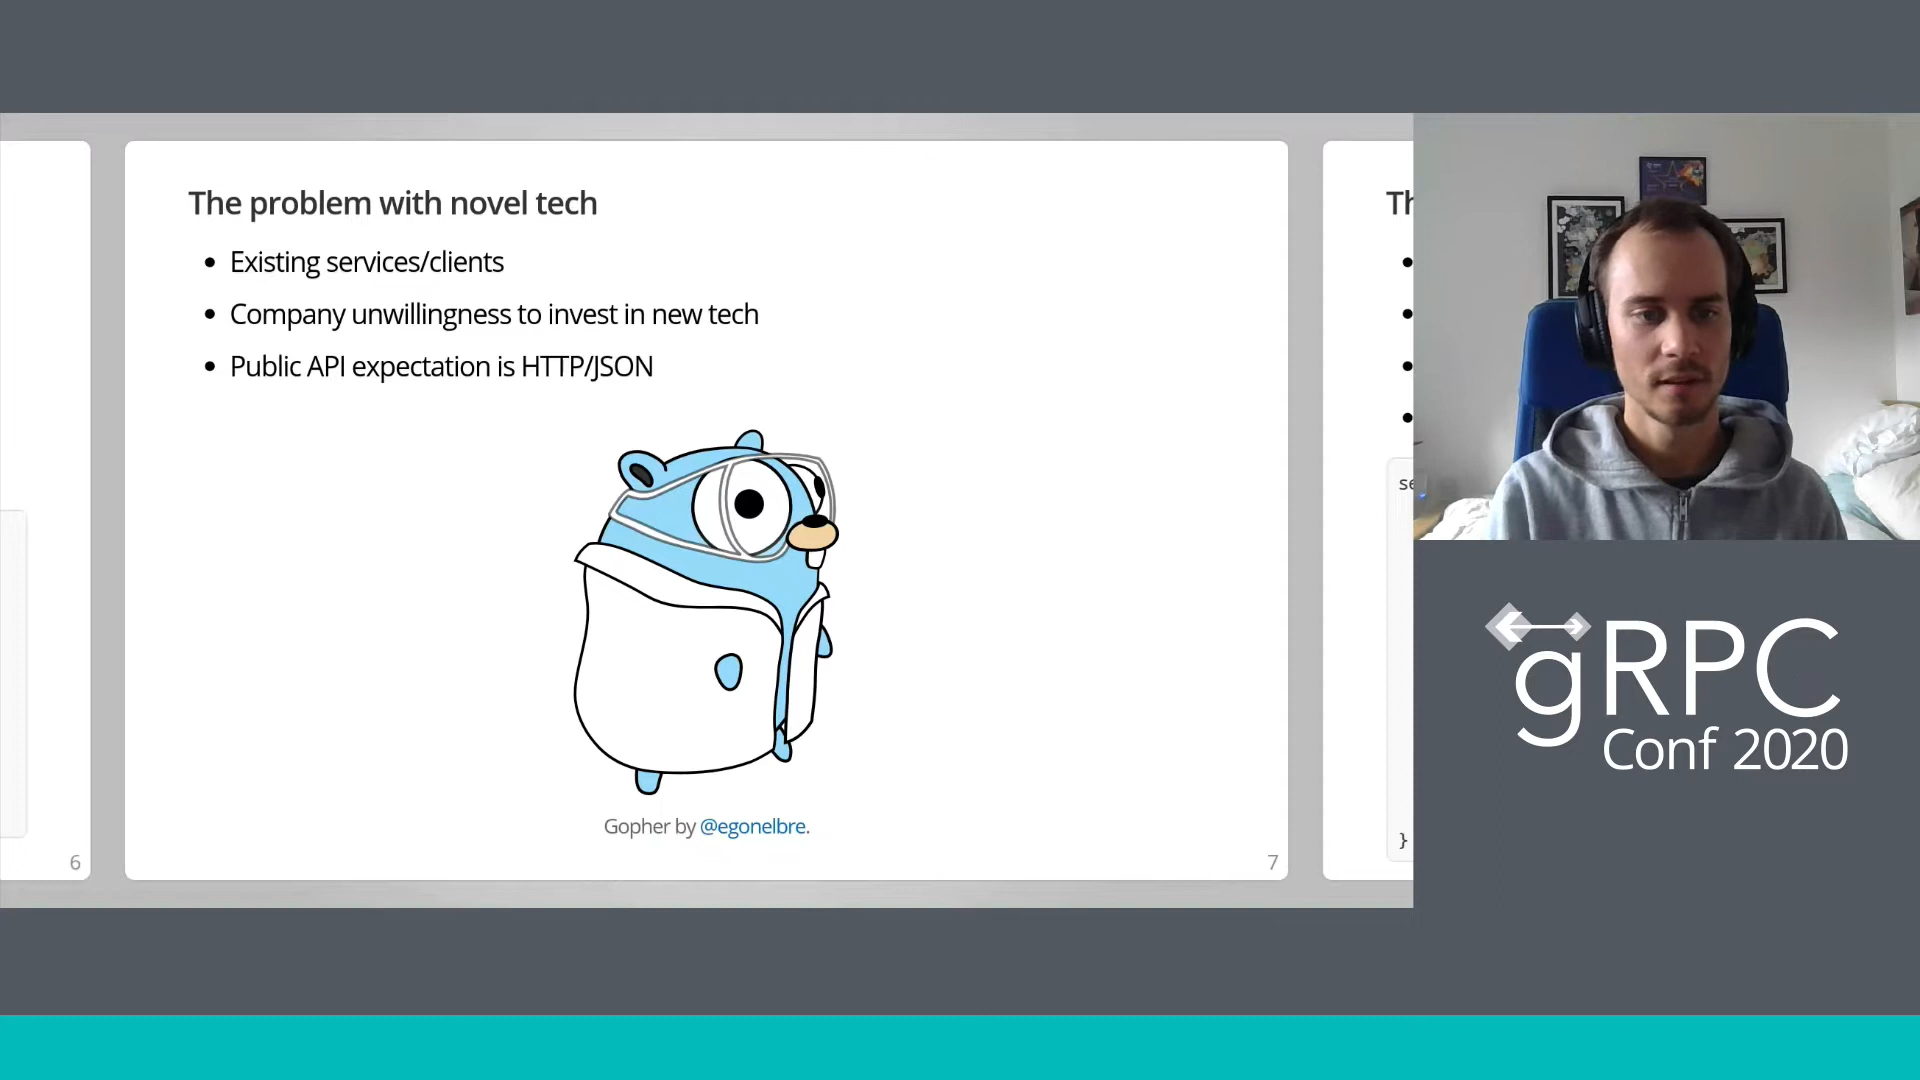 The problem with novel tech
• Existing services/clients
• Company unwillingness to invest in new tech
• Public API expectation is HTTP/JSON
Gopher by @egonelbre.
6
7
Th
se
}
gRPC
Conf 2020